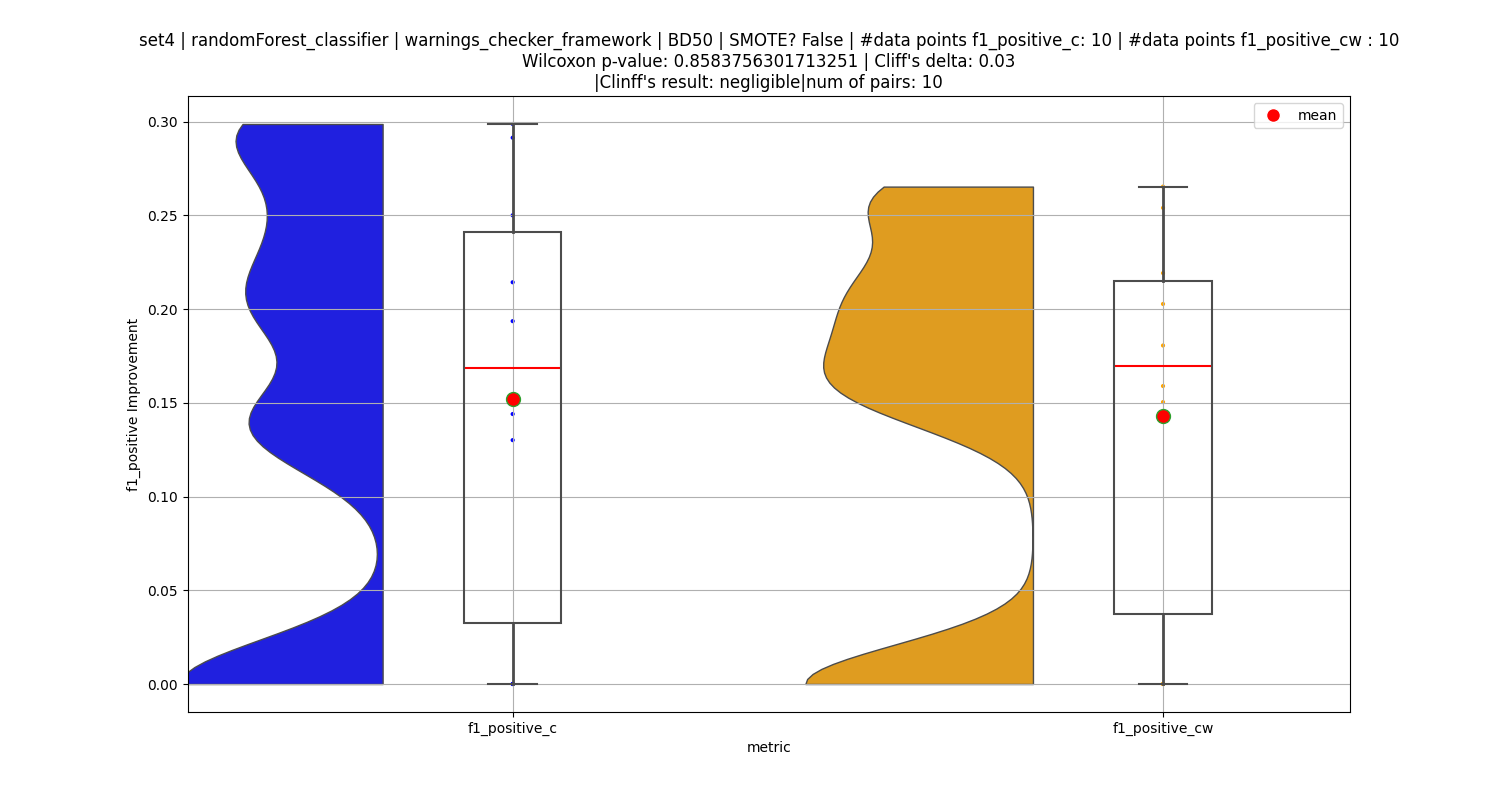 set4 | randomForest_classifier | warnings_checker_framework | BD50 | SMOTE? False | #data points f1_positive_c: 10 | #data points f1_positive_cw : 10
Wilcoxon p-value: 0.8583756301713251 | Cliff's delta: 0.03
|Clinff's result: negligible|num of pairs: 10
mean
f1_positive Improvement
0.30
0.25
0.20
0.15
0.10
0.05
0.00
f1_positive_c
f1_positive_cw
metric